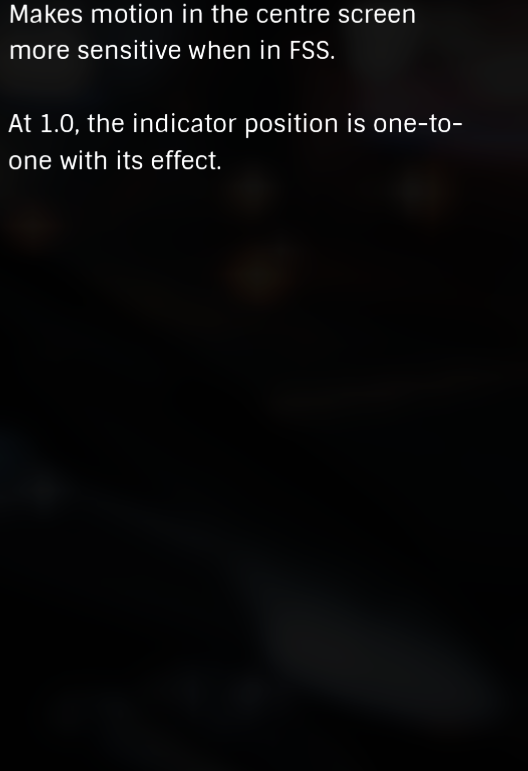 Makes motion in the centre screen
more sensitive when in FSS.
At 1.0, the indicator position is one-to-
one with its effect.